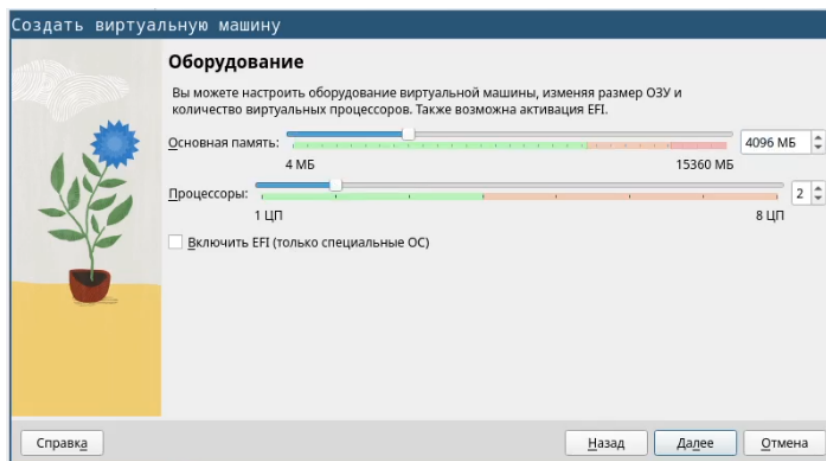 Создать виртуальную машину
Оборудование
Вы можете настроить оборудование виртуальной машины, изменяя размер ОЗУ и
количество виртуальных процессоров. Также возможна активация EFI.
Основная память:
4096 МБ
4 МБ
15360 МБ
Процессоры:
2
1 ЦП
8 ЦП
Включить EFI (только специальные ОС)
Справка
Назад
Далее
Отмена